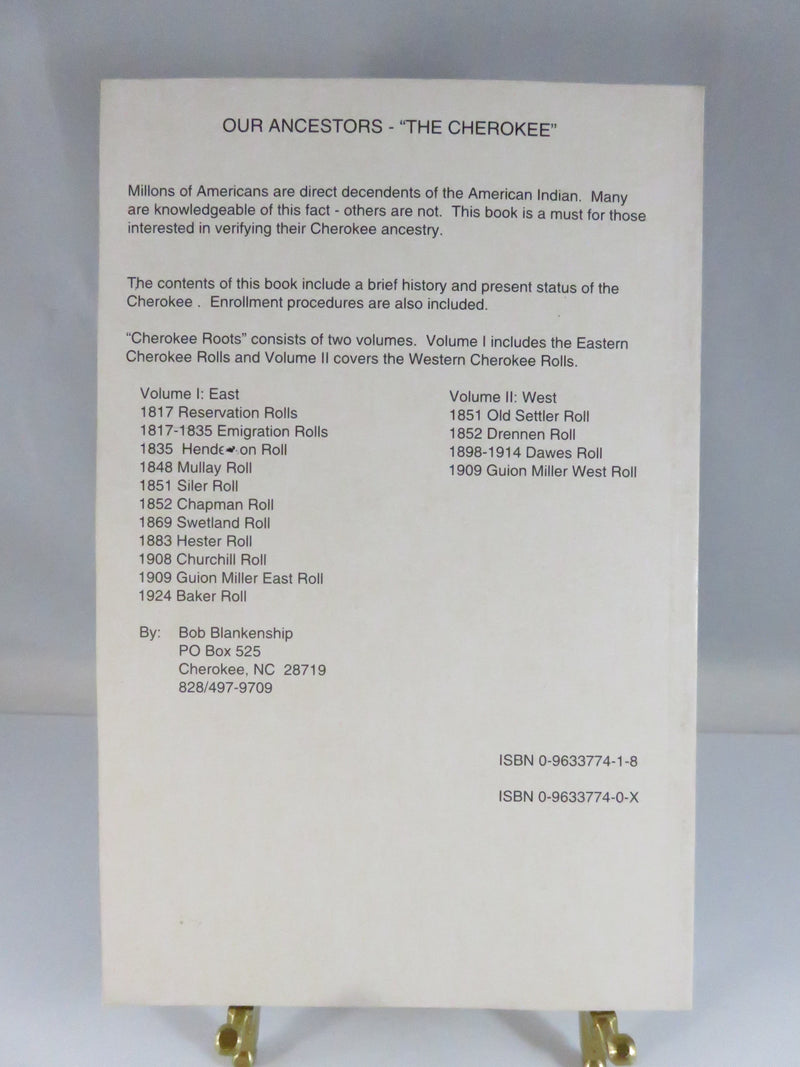 OUR ANCESTORS - “THE CHEROKEE”
Millons of Americans are direct decendents of the American Indian. Many
are knowledgeable of this fact - others are not. This book is a must for those
interested in verifying their Cherokee ancestry.
The contents of this book include a brief history and present status of the
Cherokee . Enrollment procedures are also included.
“Cherokee Roots” consists of two volumes. Volume I includes the Eastern
Cherokee Rolls and Volume II covers the Western Cherokee Rolls.
Volume I: East
1817 Reservation Rolls
1817-1835 Emigration Rolls
1835 Roll
1848 Mullay Roll
1851 Siler Roll
1852 Chapman Roll
1869 Swetland Roll
1883 Hester Roll
1908 Churchill Roll
1909 Guion Miller East Roll
1924 Baker Roll
Volume II: West
1851 Old Settler Roll
1852 Drennen Roll
1898-1914 Dawes Roll
1909 Guion Miller West Roll
By: Bob Blankenship
PO Box 525
Cherokee, NC 28719
828/497-9709
ISBN 0-9633774-1-8
ISBN 0-9633774-0-X